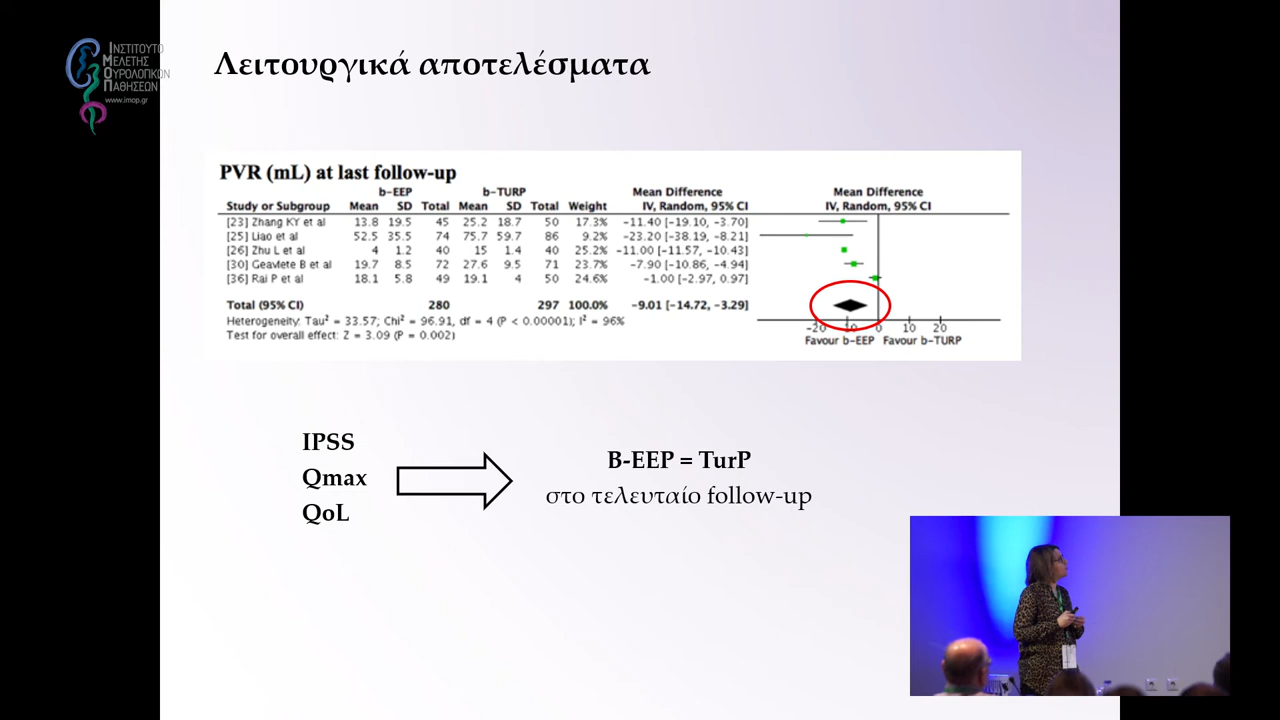 ΙΝΣΤΙΤΟΥΤΟ
ΜΕΛΕΤΗΣ
ΟΥΡΟΛΟΓΙΚΩΝ
ΠΑΘΗΣΕΩΝ
www.imop.gr
Λειτουργικά αποτελέσματα
PVR (mL) at last follow-up
b-EEP b-TURP Mean Difference Mean Difference
Study or Subgroup Mean SD Total Mean SD Total Weight IV, Random, 95% CI IV, Random, 95% CI
[23] Zhang KY et al 13.8 19.5 45 25.2 18.7 50 17.3% -11.40 [-19.10, -3.70]
[25] Liao et al 52.5 35.5 74 75.7 59.7 86 9.2% -23.20 [-38.19, -8.21]
[26] Zhu L et al 4 1.2 40 15 1.4 40 25.2% -11.00 [-11.57, -10.43]
[30] Geavlete B et al 19.7 8.5 72 27.6 9.5 71 23.7% -7.90 [-10.86, -4.94]
[36] Rai P et al 18.1 5.8 49 19.1 4 50 24.6% -1.00 [-2.97, 0.97]
Total (95% CI) 280 297 100.0% -9.01 [-14.72, -3.29]
Heterogeneity: Tau² = 33.57; Chi² = 96.91, df = 4 (P < 0.00001); I² = 96%
Test for overall effect: Z = 3.09 (P = 0.002)
-20 -10 0 10 20
Favour b-EEP Favour b-TURP
IPSS
Qmax
QoL
B-EEP = TurP
στο τελευταίο follow-up